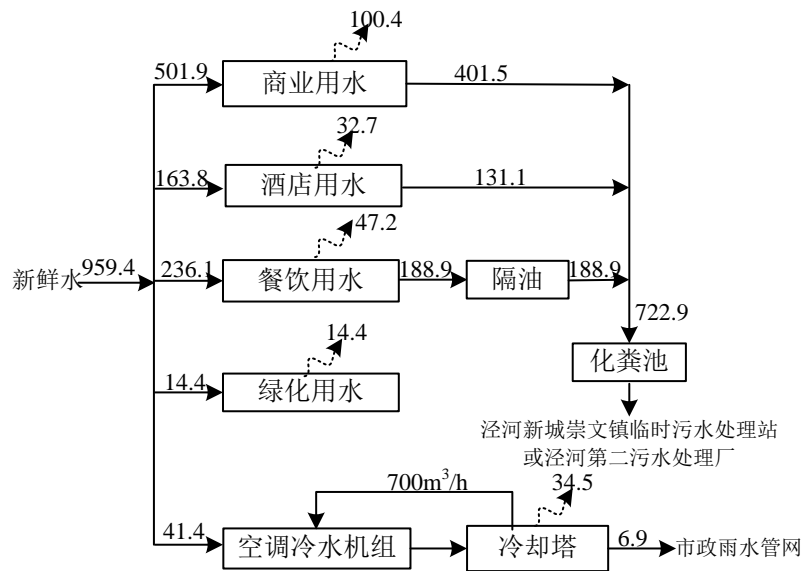 100.4
501.9
商业用水
401.5
32.7
163.8
酒店用水
131.1
47.2
新鲜水
959.4
236.1
餐饮用水
188.9
隔油
188.9
722.9
14.4
14.4
绿化用水
化粪池
泾河新城崇文镇临时污水处理站
或泾河第二污水处理厂
700m³/h
34.5
41.4
空调冷水机组
冷却塔
6.9
市政雨水管网